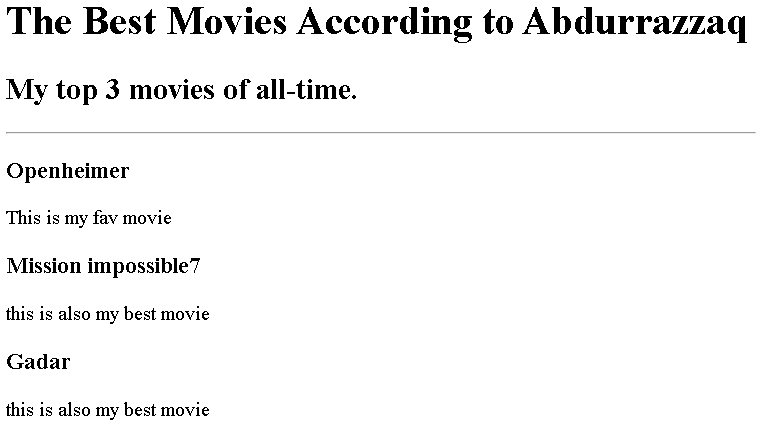 The Best Movies According to Abdurrazzaq
My top 3 movies of all-time.
Openheimer
This is my fav movie
Mission impossible7
this is also my best movie
Gadar
this is also my best movie